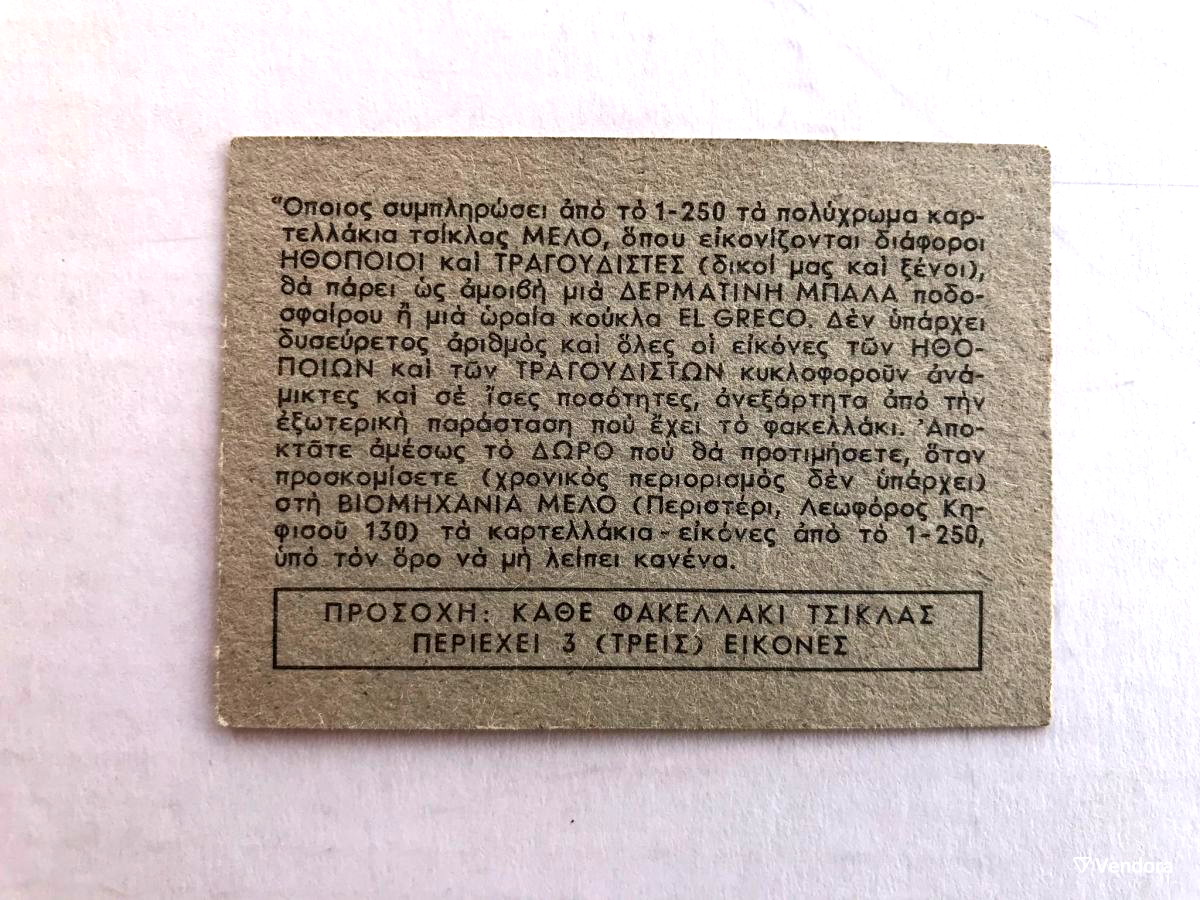 Ὅποιος συμπληρώσει ἀπό τό 1-250 τά πολύχρωμα καρ-
τελλάκια τσίκλας ΜΕΛΟ, ὅπου εἰκονίζονται διάφοροι
ΗΘΟΠΟΙΟΙ καί ΤΡΑΓΟΥΔΙΣΤΕΣ (δικοί μας καί ξένοι),
θά πάρει ὡς ἀμοιβή μιά ΔΕΡΜΑΤΙΝΗ ΜΠΑΛΑ ποδο-
σφαίρου ἤ μιά ὡραία κούκλα EL GRECO. Δέν ὑπάρχει
δυσεύρετος ἀριθμός καί ὅλες οἱ εἰκόνες τῶν ΗΘΟ-
ΠΟΙΩΝ καί τῶν ΤΡΑΓΟΥΔΙΣΤΩΝ κυκλοφοροῦν ἀνά-
μικτες καί σέ ἴσες ποσότητες, ἀνεξάρτητα ἀπό τήν
ἐξωτερική παράσταση πού ἔχει τό φακελλάκι. Ἀπο-
κτᾶτε ἀμέσως τό ΔΩΡΟ πού θά προτιμήσετε, ὅταν
προσκομίσετε (χρονικός περιορισμός δέν ὑπάρχει)
στή ΒΙΟΜΗΧΑΝΙΑ ΜΕΛΟ (Περιστέρι, Λεωφόρος Κη-
φισοῦ 130) τά καρτελλάκια-εἰκόνες ἀπό τό 1-250,
ὑπό τόν ὅρο νά μή λείπει κανένα.
ΠΡΟΣΟΧΗ: ΚΑΘΕ ΦΑΚΕΛΛΑΚΙ ΤΣΙΚΛΑΣ
ΠΕΡΙΕΧΕΙ 3 (ΤΡΕΙΣ) ΕΙΚΟΝΕΣ
Vendora